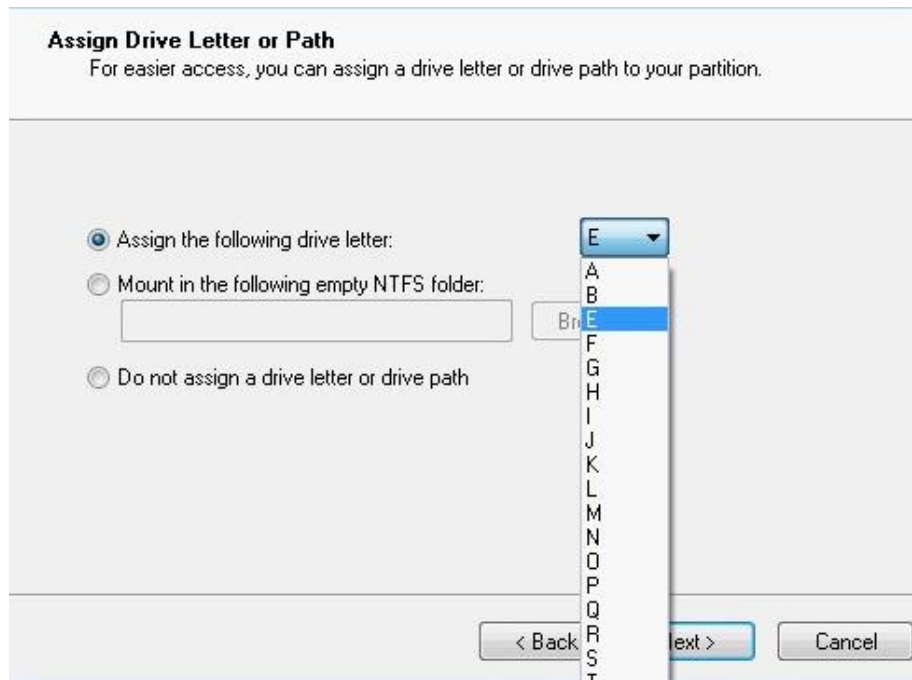 Assign Drive Letter or Path
For easier access, you can assign a drive letter or drive path to your partition.
Assign the following drive letter: E
A
B
E
F
G
H
I
J
K
L
M
N
O
P
Q
R
S
Mount in the following empty NTFS folder:
Do not assign a drive letter or drive path
< Back
Cancel